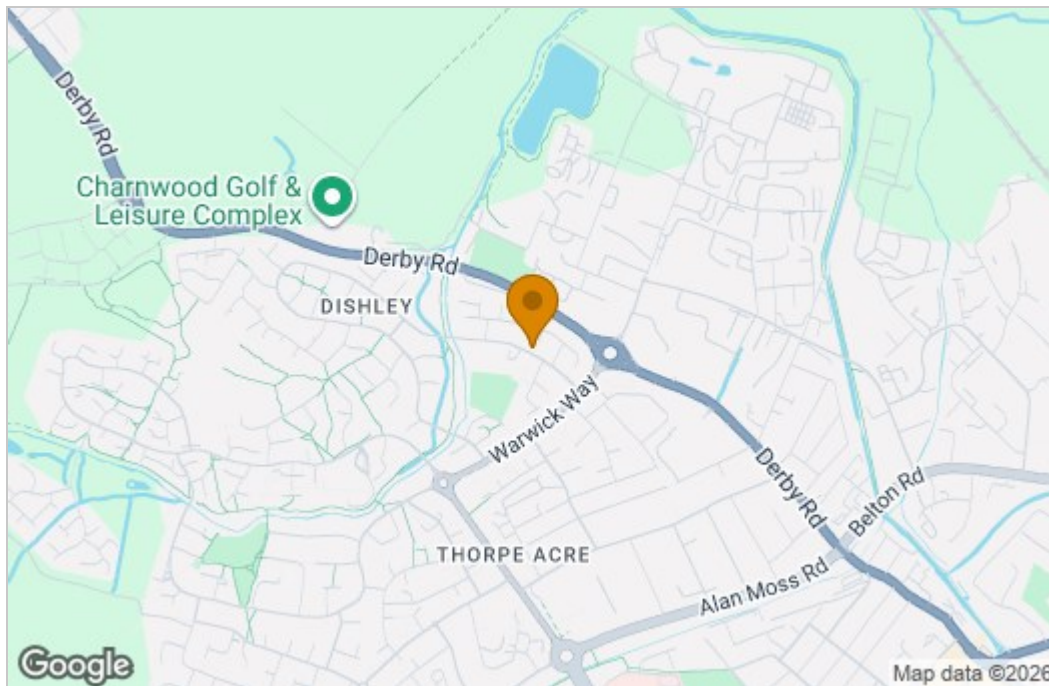 Derby Rd
Charnwood Golf &
Leisure Complex
Derby Rd
DISHLEY
Warwick Way
Derby Rd
Belton Rd
THORPE ACRE
Alan Moss Rd
Google
Map data ©2026